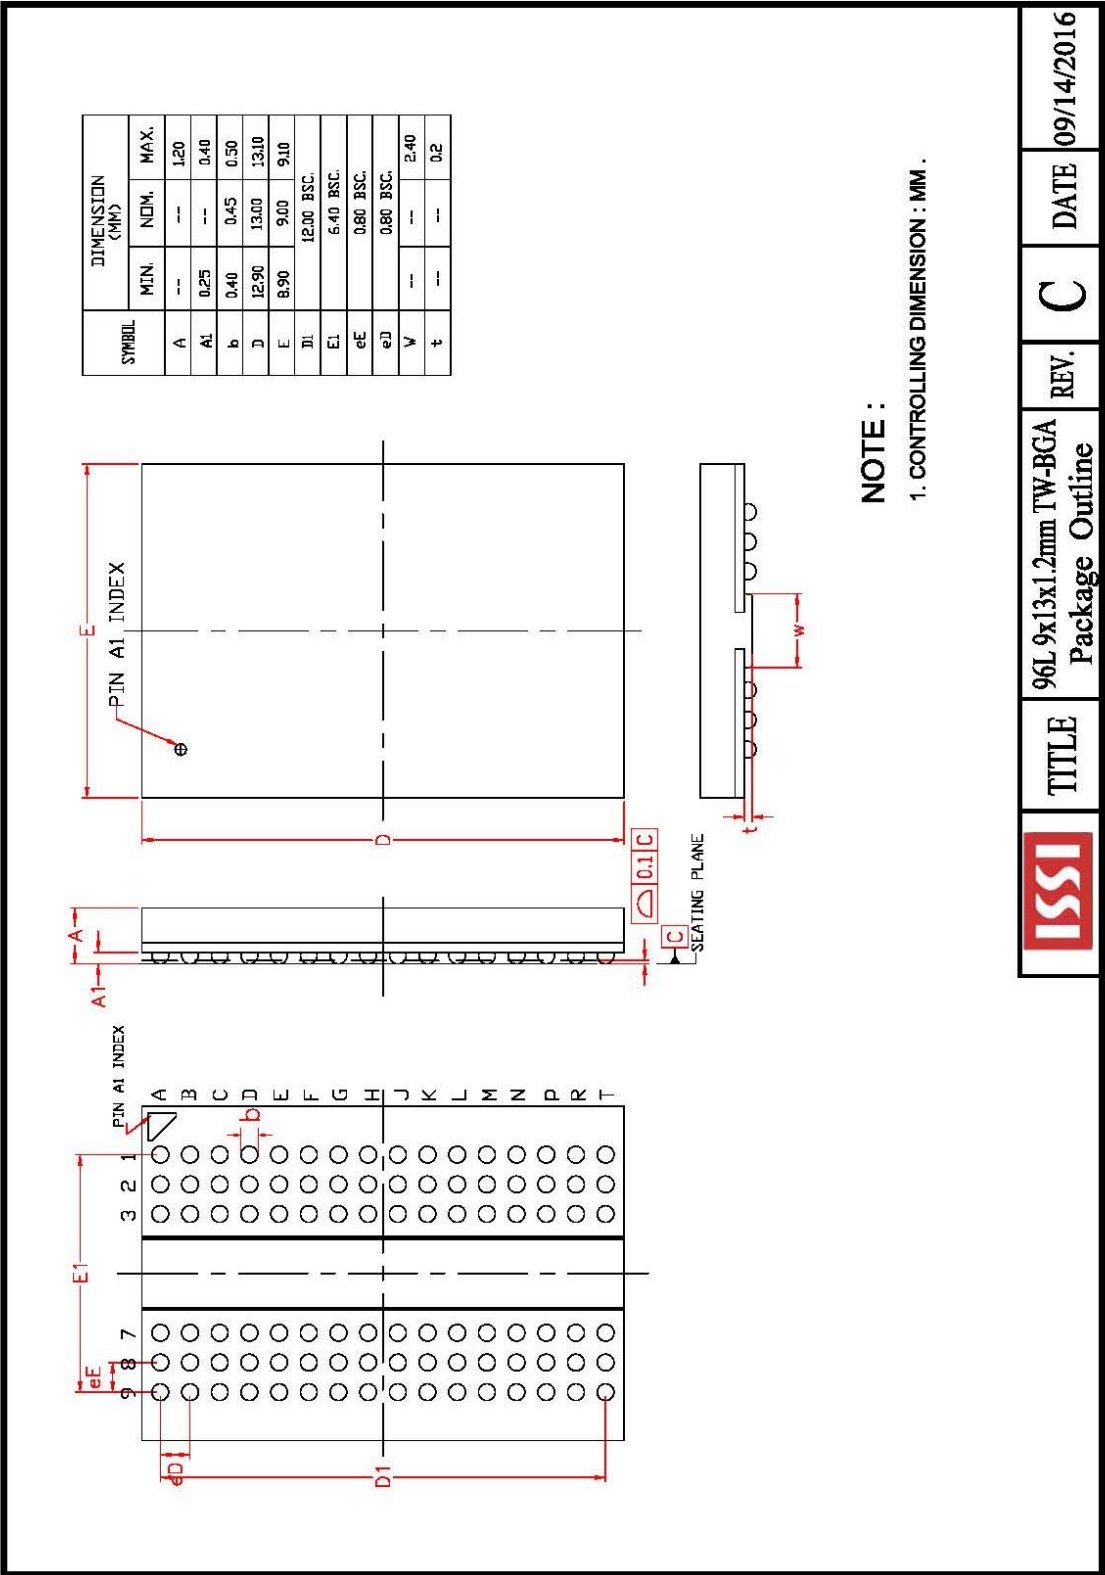 DIMENSION
(MM)
SYMBOL
MIN. NOM. MAX.
A -- -- 1.20
A1 0.25 -- 0.40
b 0.40 0.45 0.50
D 12.90 13.00 13.10
E 8.90 9.00 9.10
D1 12.00 BSC.
E1 6.40 BSC.
eE 0.80 BSC.
eD 0.80 BSC.
W -- -- 2.40
t -- -- 0.2
PIN A1 INDEX
E1
eE
9 8 7 3 2 1
A
B
C
D
E
F
G
H
J
K
L
M
N
P
R
T
b
eD
D1
A
A1
0.1 C
C
SEATING PLANE
E
PIN A1 INDEX
D
t
w
NOTE :
1. CONTROLLING DIMENSION : MM .
ISSI
TITLE
96L 9x13x1.2mm TW-BGA
Package Outline
REV.
C
DATE
09/14/2016